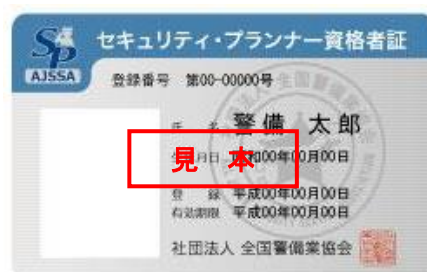 SP
AJSSA
セキュリティ・プランナー資格者証
登録番号 第00-00000号
氏 名 警備 太郎
生年月日 昭和00年00月00日
見 本
登 録 平成00年00月00日
有効期限 平成00年00月00日
社団法人 全国警備業協会